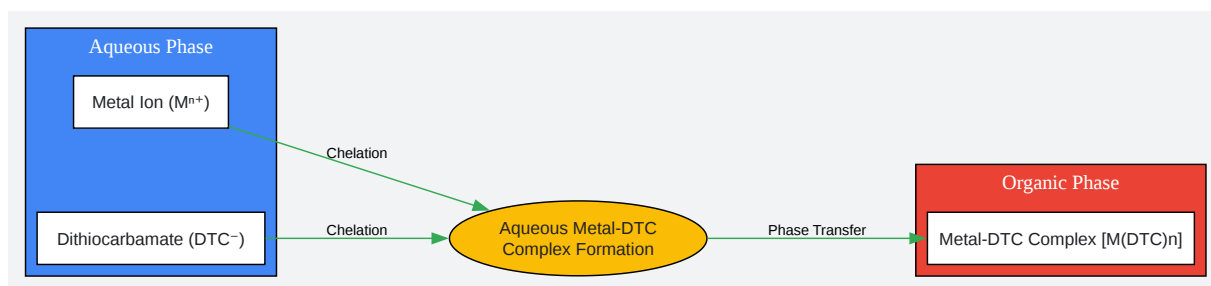 Aqueous Phase
Metal Ion (Mⁿ⁺)
Chelation
Dithiocarbamate (DTC⁻)
Chelation
Aqueous Metal-DTC
Complex Formation
Phase Transfer
Organic Phase
Metal-DTC Complex [M(DTC)n]